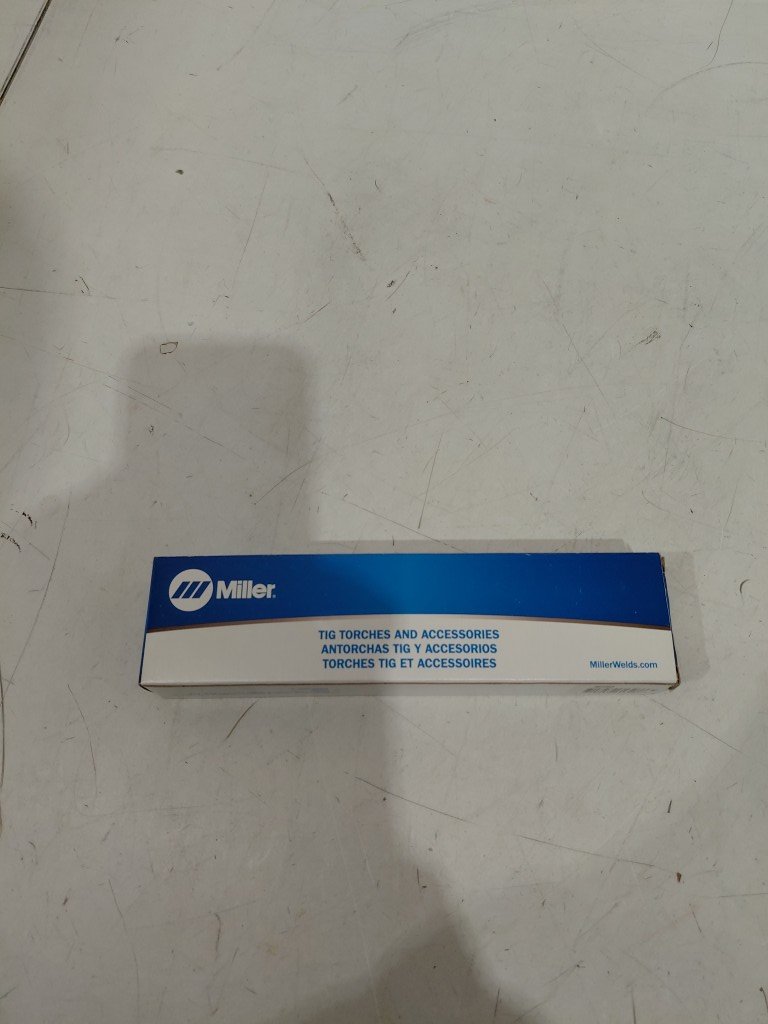 Miller®
TIG TORCHES AND ACCESSORIES
ANTORCHAS TIG Y ACCESORIOS
TORCHES TIG ET ACCESSOIRES
MillerWelds.com